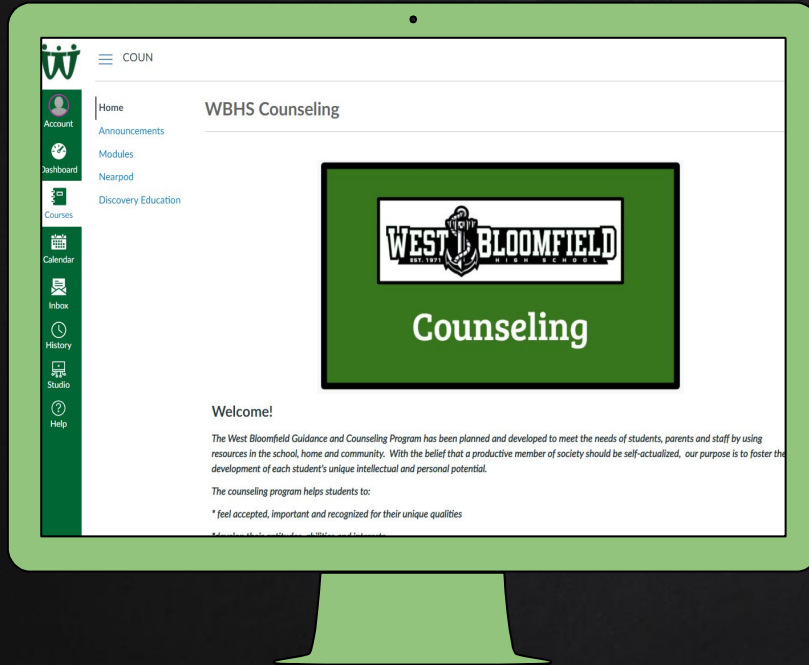 COUN
Account
Dashboard
Courses
Calendar
Inbox
History
Studio
Help
Home
Announcements
Modules
Nearpod
Discovery Education
WBHS Counseling
WEST BLOOMFIELD
EST. 1971 HIGH SCHOOL
Counseling
Welcome!
The West Bloomfield Guidance and Counseling Program has been planned and developed to meet the needs of students, parents and staff by using
resources in the school, home and community. With the belief that a productive member of society should be self-actualized, our purpose is to foster the
development of each student's unique intellectual and personal potential.
The counseling program helps students to:
* feel accepted, important and recognized for their unique qualities